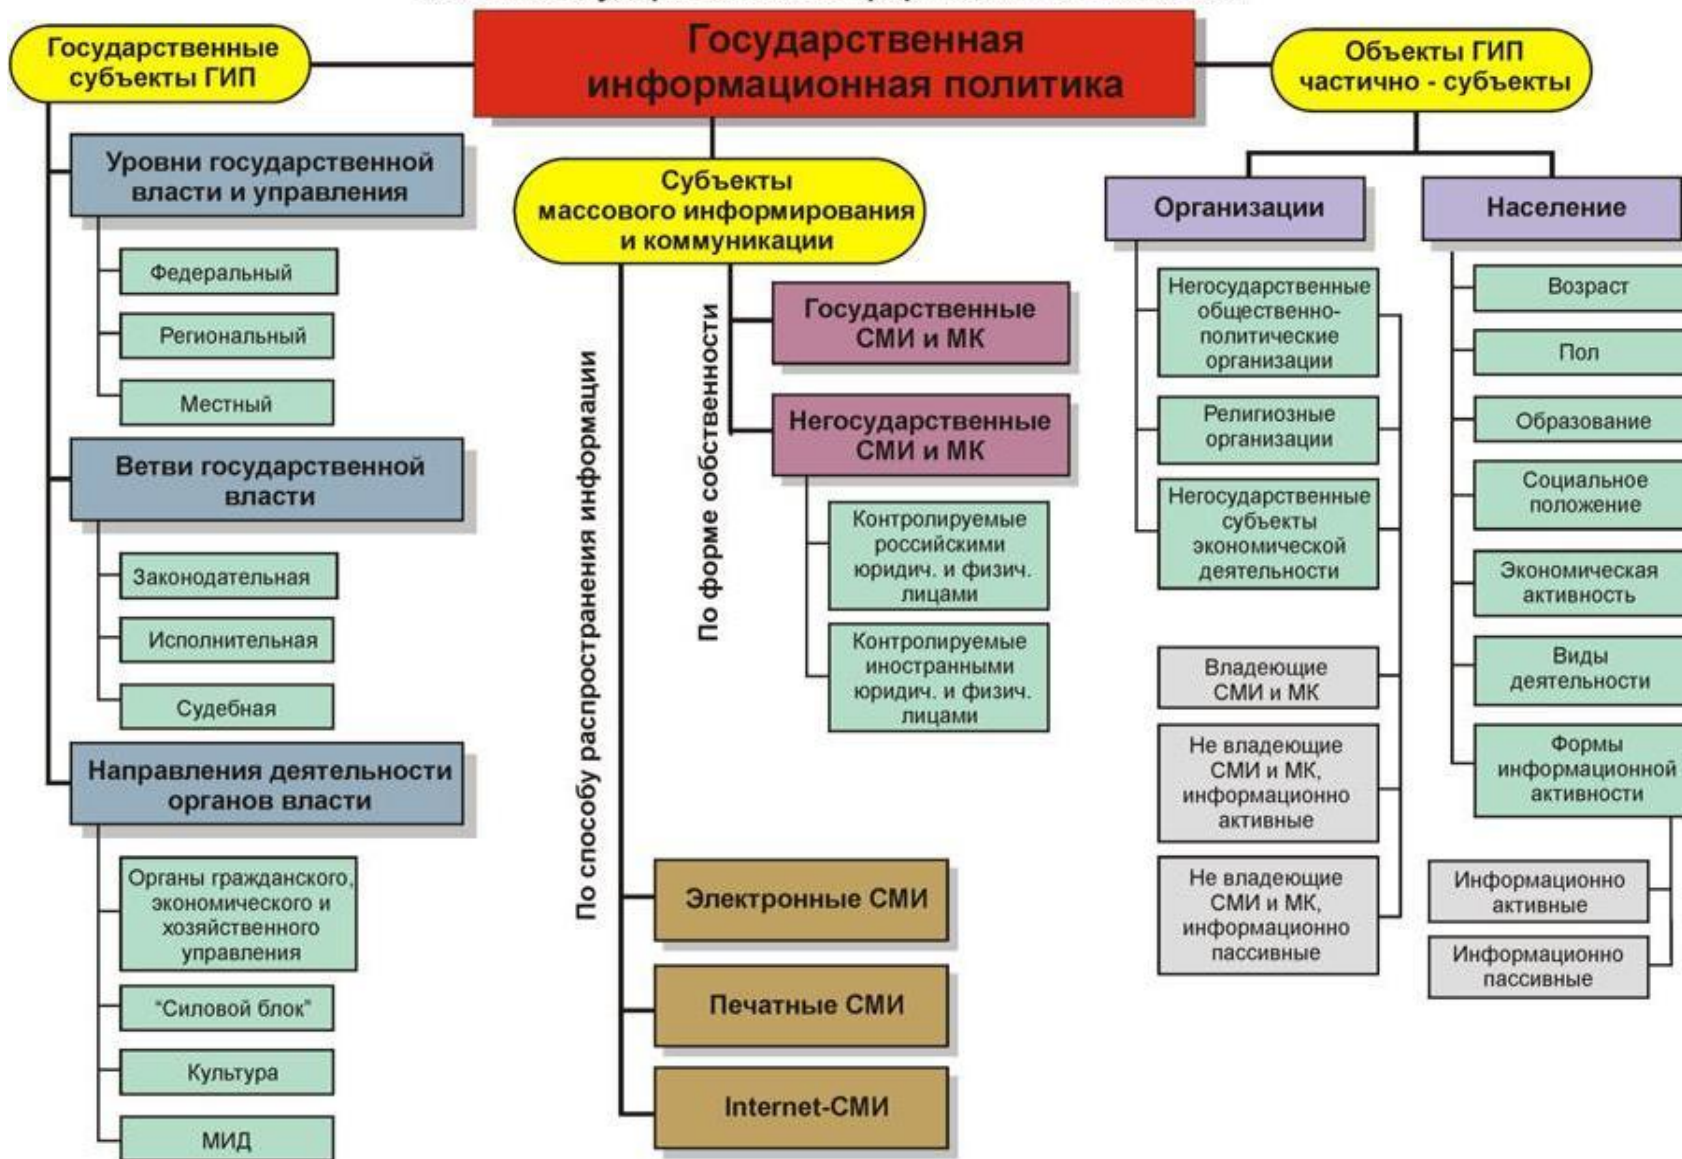 Государственная
информационная политика
Государственные
субъекты ГИП
Уровни государственной
власти и управления
Федеральный
Региональный
Местный
Ветви государственной
власти
Законодательная
Исполнительная
Судебная
Направления деятельности
органов власти
Органы гражданского,
экономического и
хозяйственного
управления
“Силовой блок”
Культура
МИД
Субъекты
массового информирования
и коммуникации
По форме собственности
Государственные
СМИ и МК
Негосударственные
СМИ и МК
Контролируемые
российскими
юридич. и физич.
лицами
Контролируемые
иностранными
юридич. и физич.
лицами
По способу распространения информации
Электронные СМИ
Печатные СМИ
Internet-СМИ
Объекты ГИП
частично - субъекты
Организации
Негосударственные
общественно-
политические
организации
Религиозные
организации
Негосударственные
субъекты
экономической
деятельности
Владеющие
СМИ и МК
Не владеющие
СМИ и МК,
информационно
активные
Не владеющие
СМИ и МК,
информационно
пассивные
Население
Возраст
Пол
Образование
Социальное
положение
Экономическая
активность
Виды
деятельности
Формы
информационной
активности
Информационно
активные
Информационно
пассивные